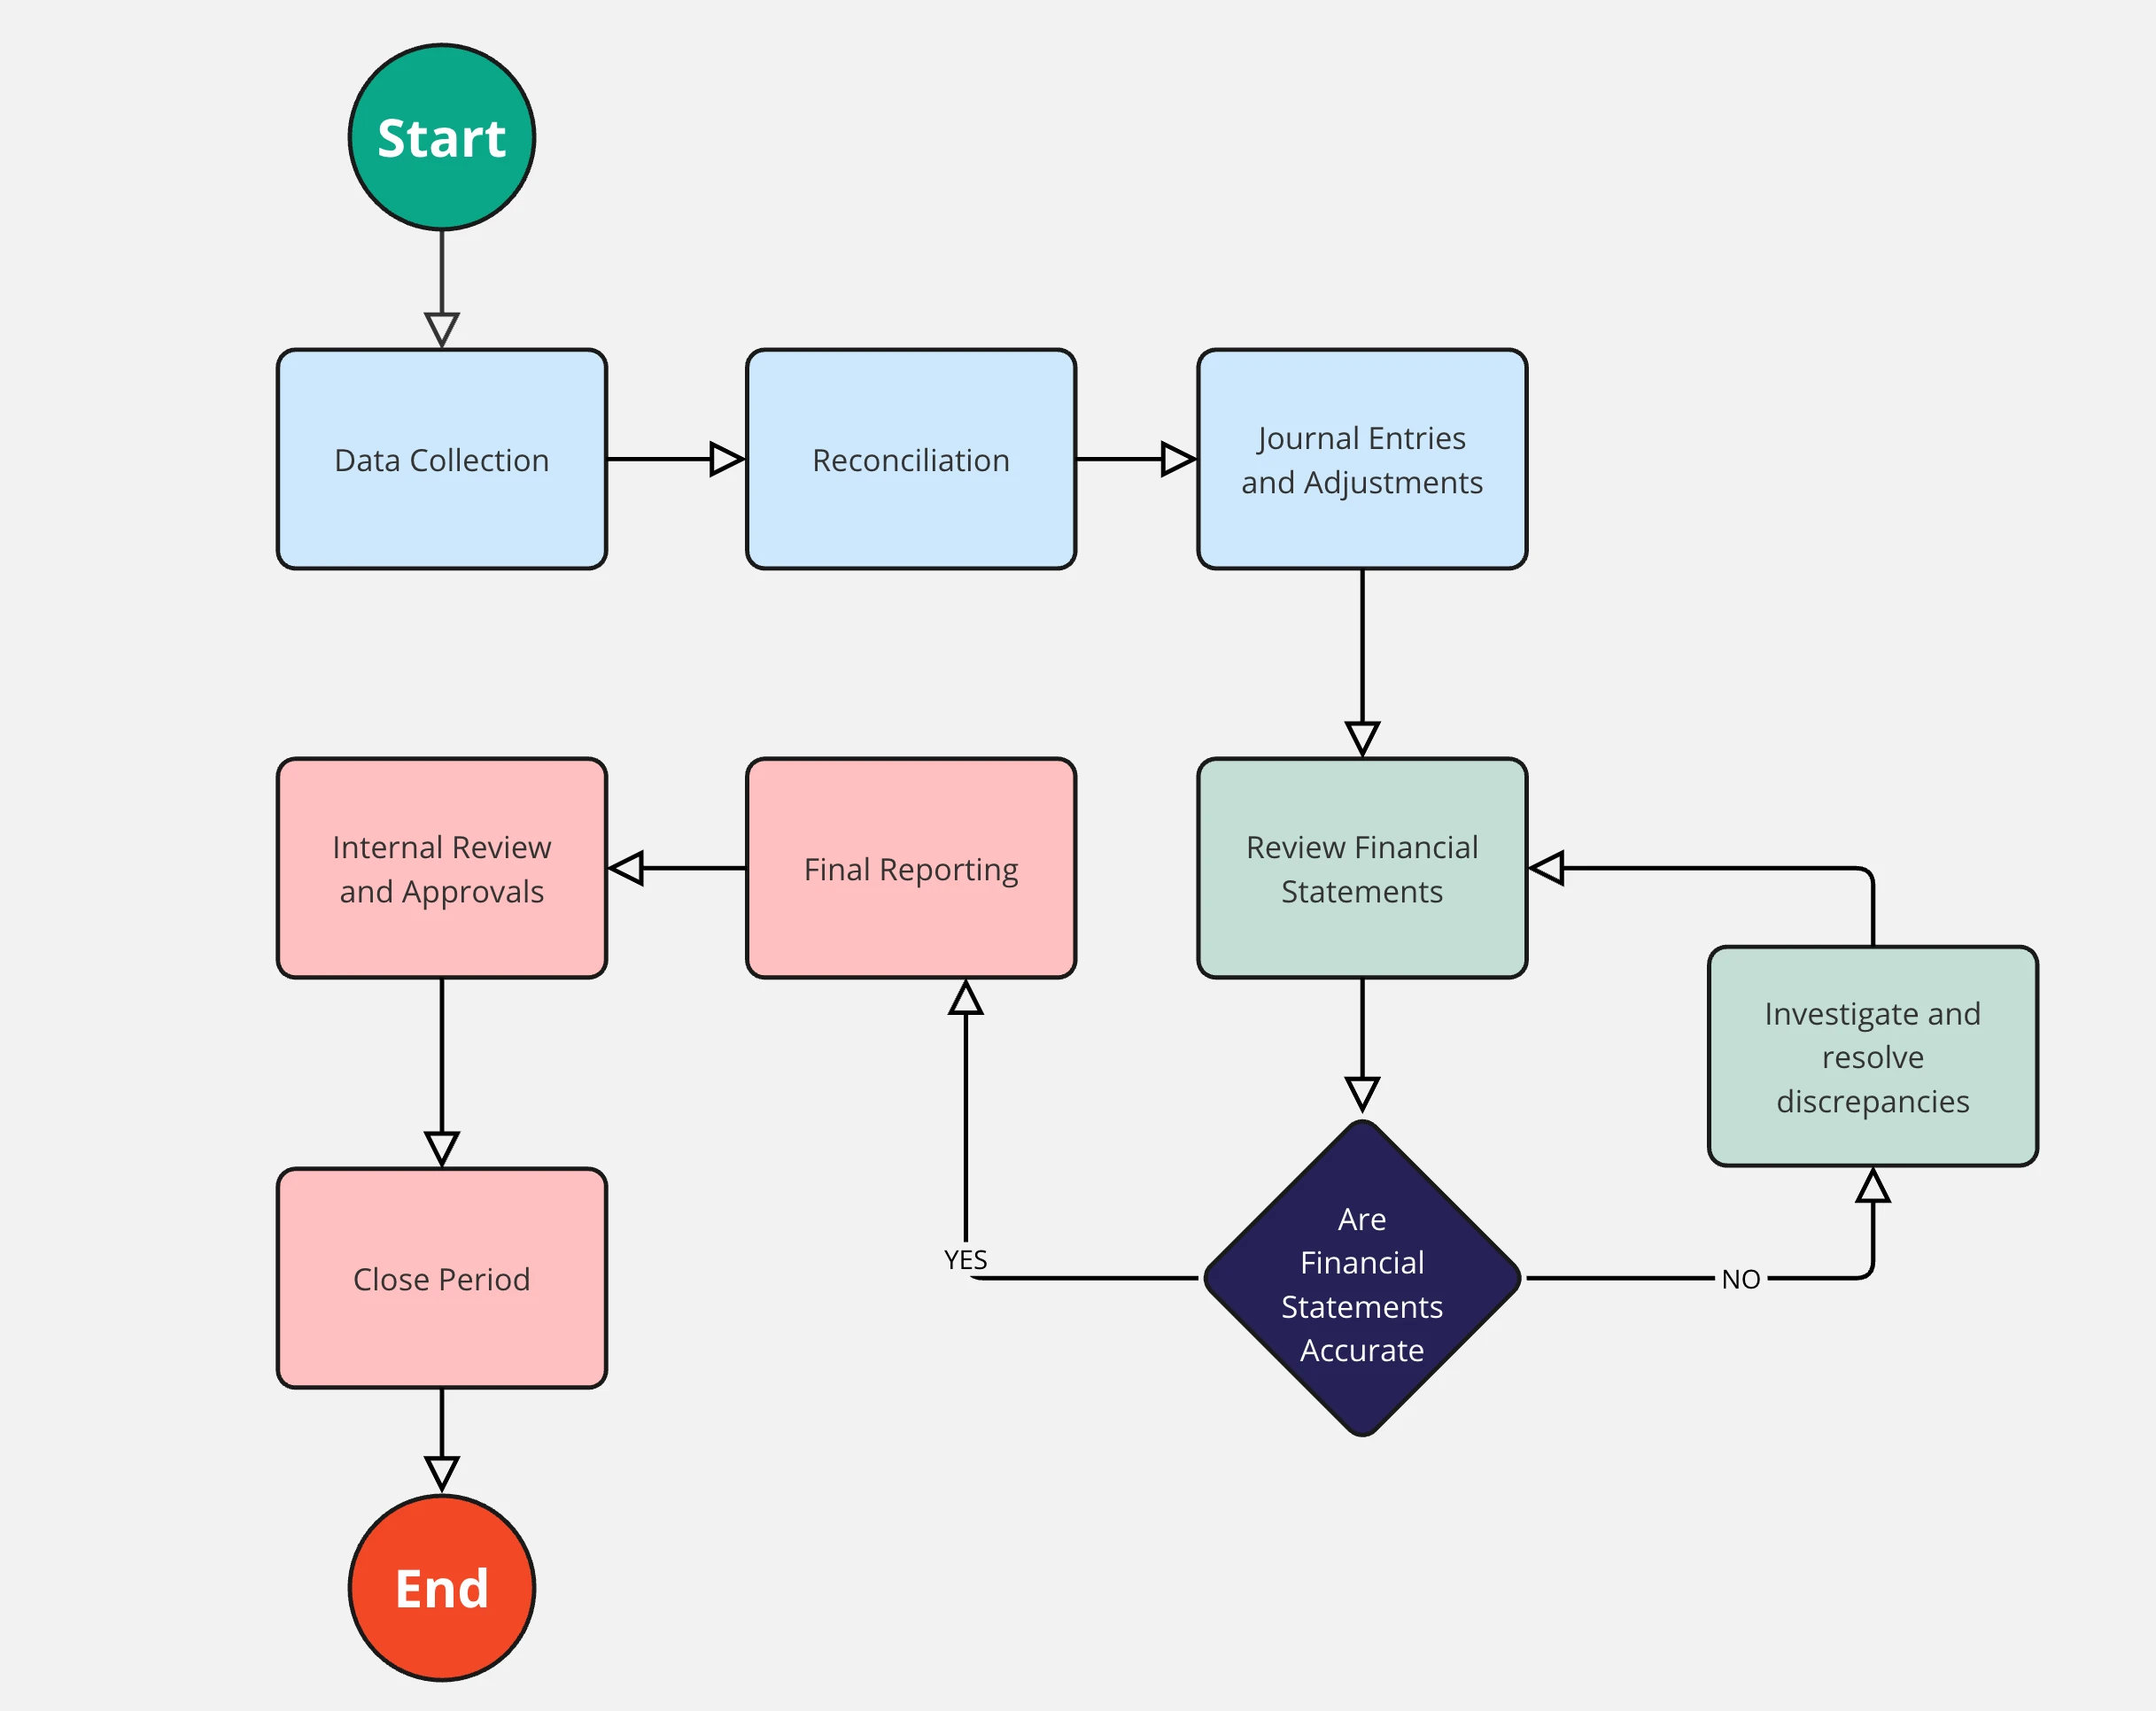 Start
Data Collection
Reconciliation
Journal Entries
and Adjustments
Internal Review
and Approvals
Final Reporting
Review Financial
Statements
Investigate and
resolve
discrepancies
Are
Financial
Statements
Accurate
YES
NO
Close Period
End